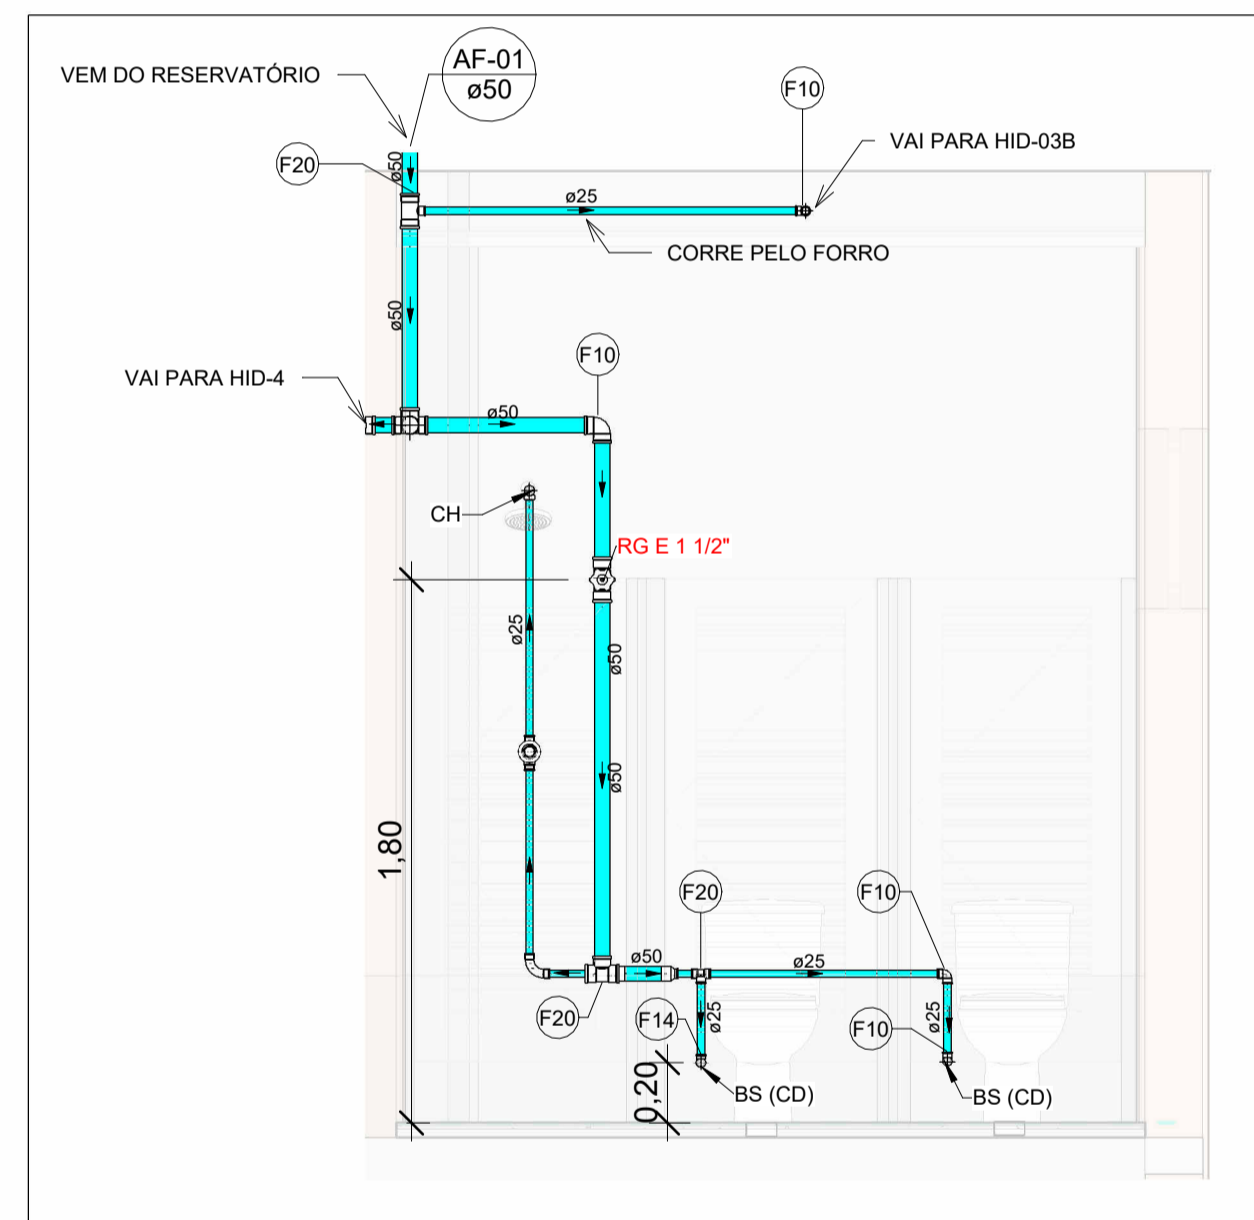 AF-01
VEM DO RESERVATÓRIO
ø50
F10
VAI PARA HID-03B
F20
ø50
ø25
CORRE PELO FORRO
ø50
F10
VAI PARA HID-4
ø50
CH
RG E 1 1/2"
ø25
ø50
ø50
1,80
F20
F10
ø50
ø25
F20
F14
ø25
F10
ø25
0,20
BS (CD)
BS (CD)